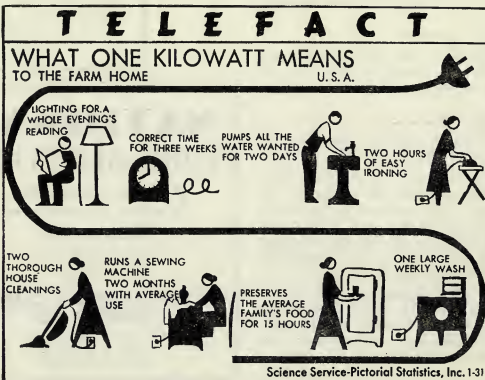 TELEFACT
WHAT ONE KILOWATT MEANS
TO THE FARM HOME U. S. A.
LIGHTING FOR A
WHOLE EVENING'S
READING
CORRECT TIME
FOR THREE WEEKS
PUMPS ALL THE
WATER WANTED
FOR TWO DAYS
TWO HOURS
OF EASY
IRONING
TWO
THOROUGH
HOUSE
CLEANINGS
RUNS A SEWING
MACHINE
TWO MONTHS
WITH AVERAGE
USE
PRESERVES
THE AVERAGE
FAMILY'S FOOD
FOR 15 HOURS
ONE LARGE
WEEKLY WASH
Science Service-Pictorial Statistics, Inc. 1-31